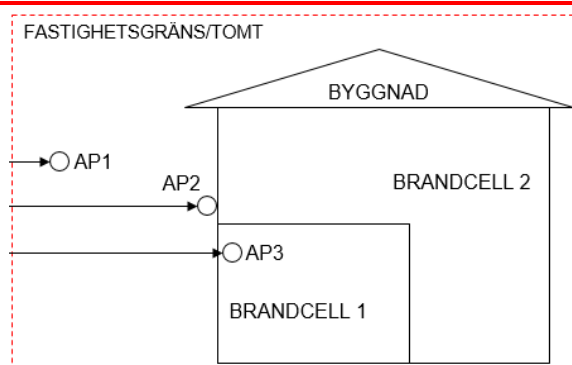 FASTIGHETSGRÄNS/TOMT
BYGGNAD
AP1
AP2
BRANDCELL 2
AP3
BRANDCELL 1